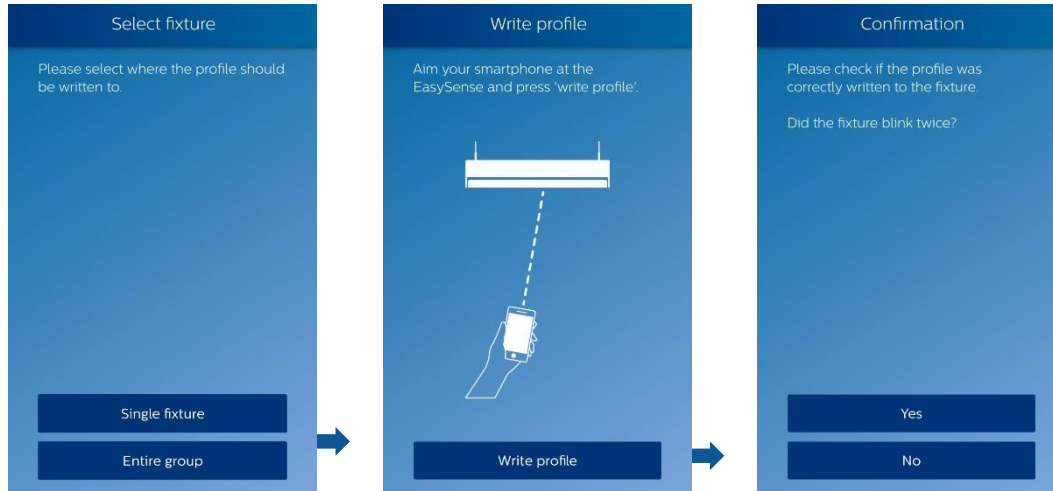 Select fixture
Please select where the profile should
be written to.
Single fixture
Entire group
Write profile
Aim your smartphone at the
EasySense and press 'write profile'.
Write profile
Confirmation
Please check if the profile was
correctly written to the fixture.
Did the fixture blink twice?
Yes
No